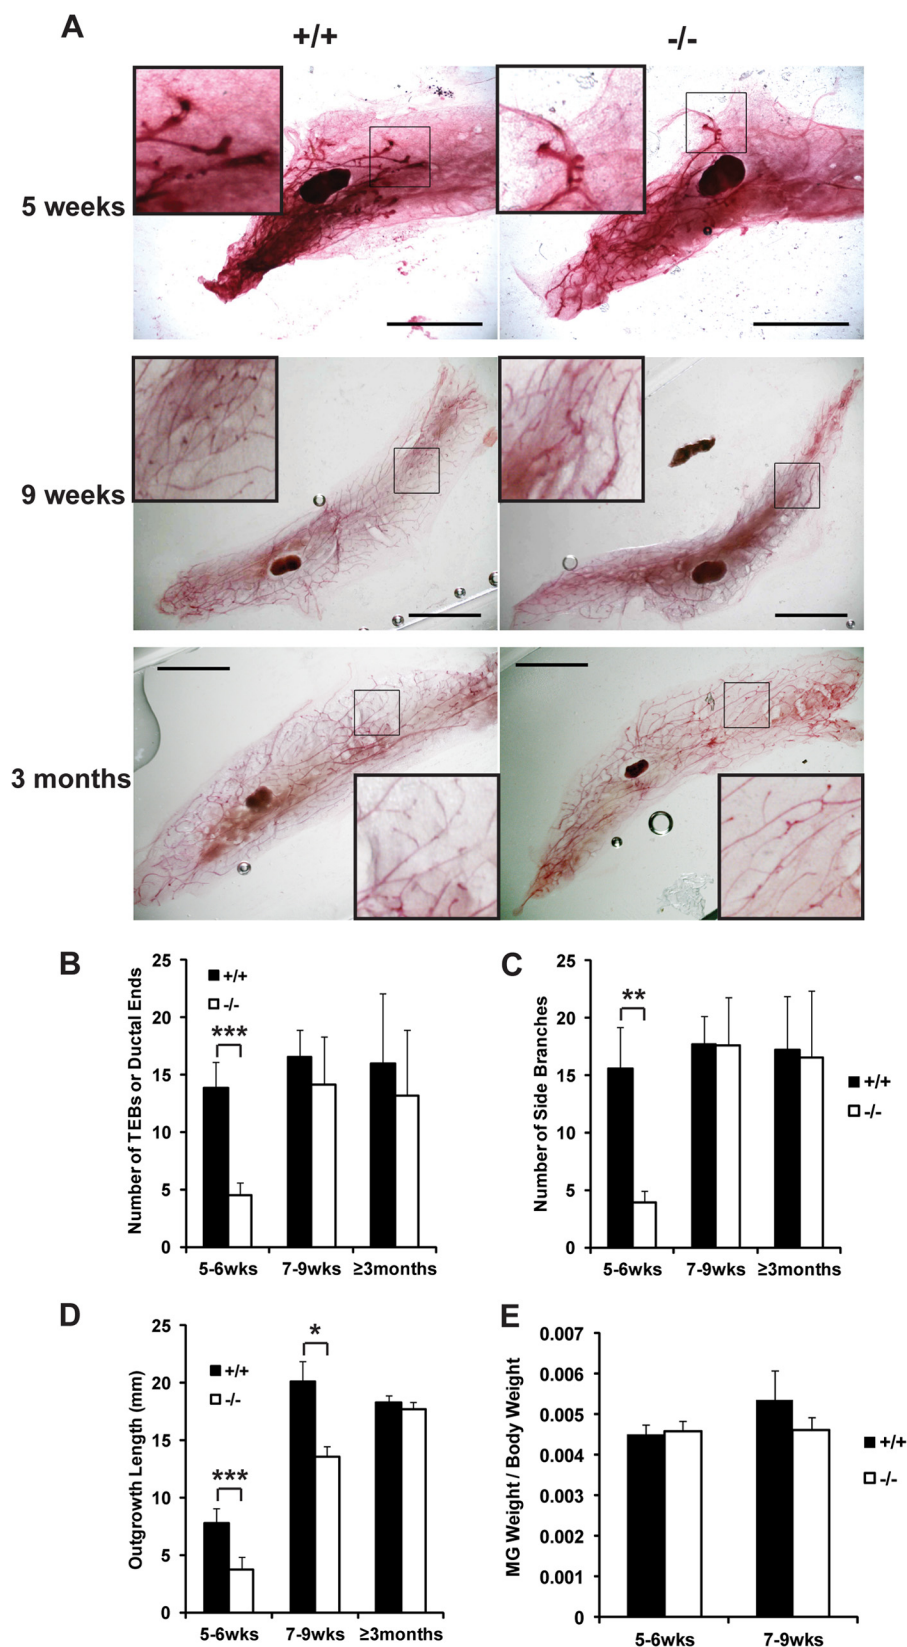 A
+/+ -/-
5 weeks
9 weeks
3 months
B
Number of TEBs or Ductal Ends
25
20
15
10
5
0
+/+
-/-
***
5-6wks 7-9wks ≥3months
C
Number of Side Branches
25
20
15
10
5
0
**
+/+
-/-
5-6wks 7-9wks ≥3months
D
Outgrowth Length (mm)
25
20
15
10
5
0
+/+
-/-
***
*
5-6wks 7-9wks ≥3months
E
MG Weight / Body Weight
0.007
0.006
0.005
0.004
0.003
0.002
0.001
0
+/+
-/-
5-6wks 7-9wks